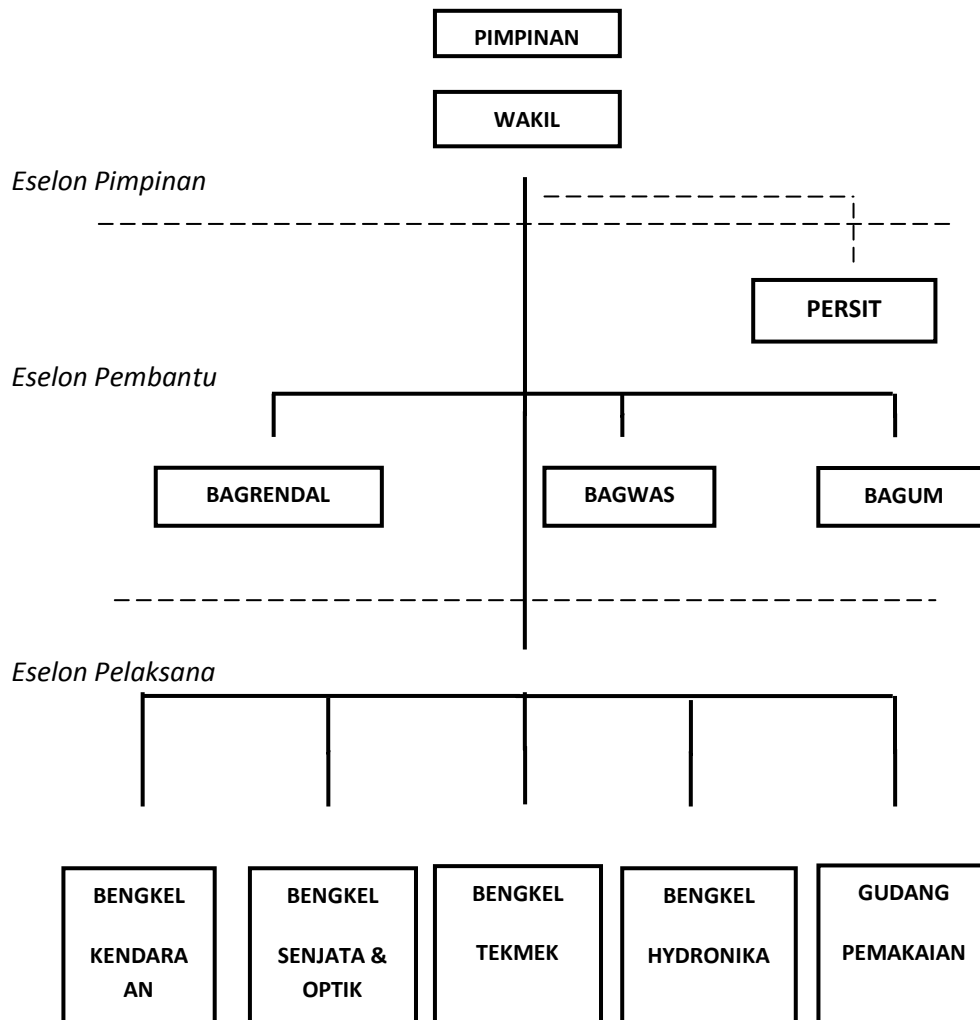 PIMPINAN
WAKIL
Eselon Pimpinan
PERSIT
Eselon Pembantu
BAGRENDAL
BAGWAS
BAGUM
Eselon Pelaksana
BENGKEL
KENDARA
AN
BENGKEL
SENJATA &
OPTIK
BENGKEL
TEKMEK
BENGKEL
HYDRONIKA
GUDANG
PEMAKAIAN